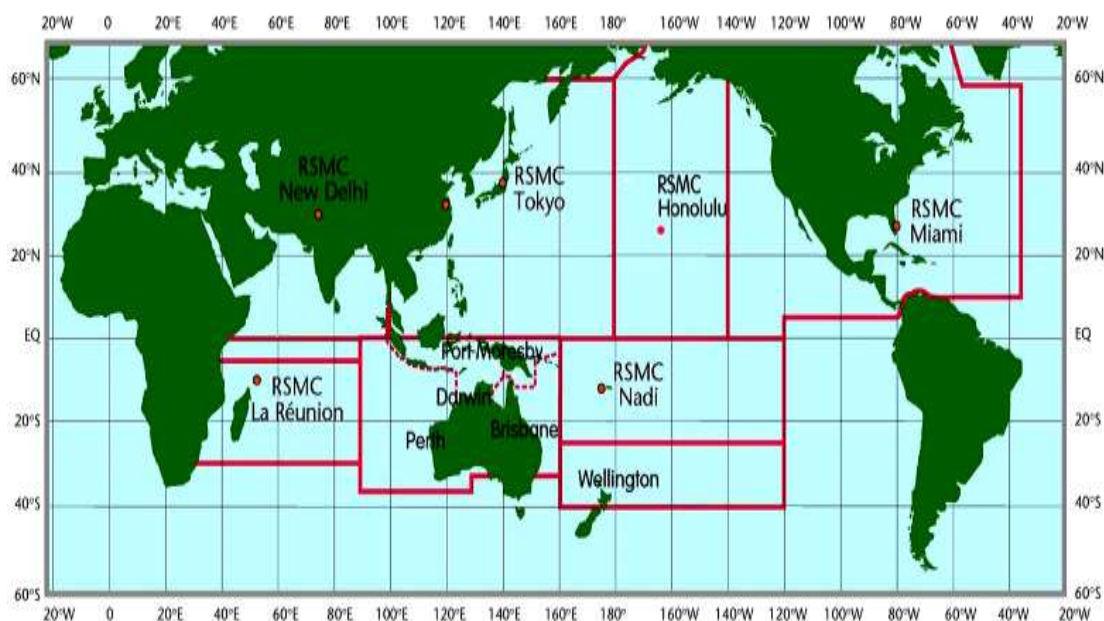 20°W 0 20°E 40°E 60°E 80°E 100°E 120°E 140°E 160°E 180° 160°W 140°W 120°W 100°W 80°W 60°W 40°W 20°W
60°N 60°N
RSMC
New Delhi
RSMC
Tokyo
RSMC
Honolulu
RSMC
Miami
40°N 40°N
20°N 20°N
EQ EQ
Port Moresby
RSMC
La Réunion
Darwin
RSMC
Nadi
20°S 20°S
Perth
Brisbane
Wellington
40°S 40°S
60°S 60°S
20°W 0 20°E 40°E 60°E 80°E 100°E 120°E 140°E 160°E 180° 160°W 140°W 120°W 100°W 80°W 60°W 40°W 20°W